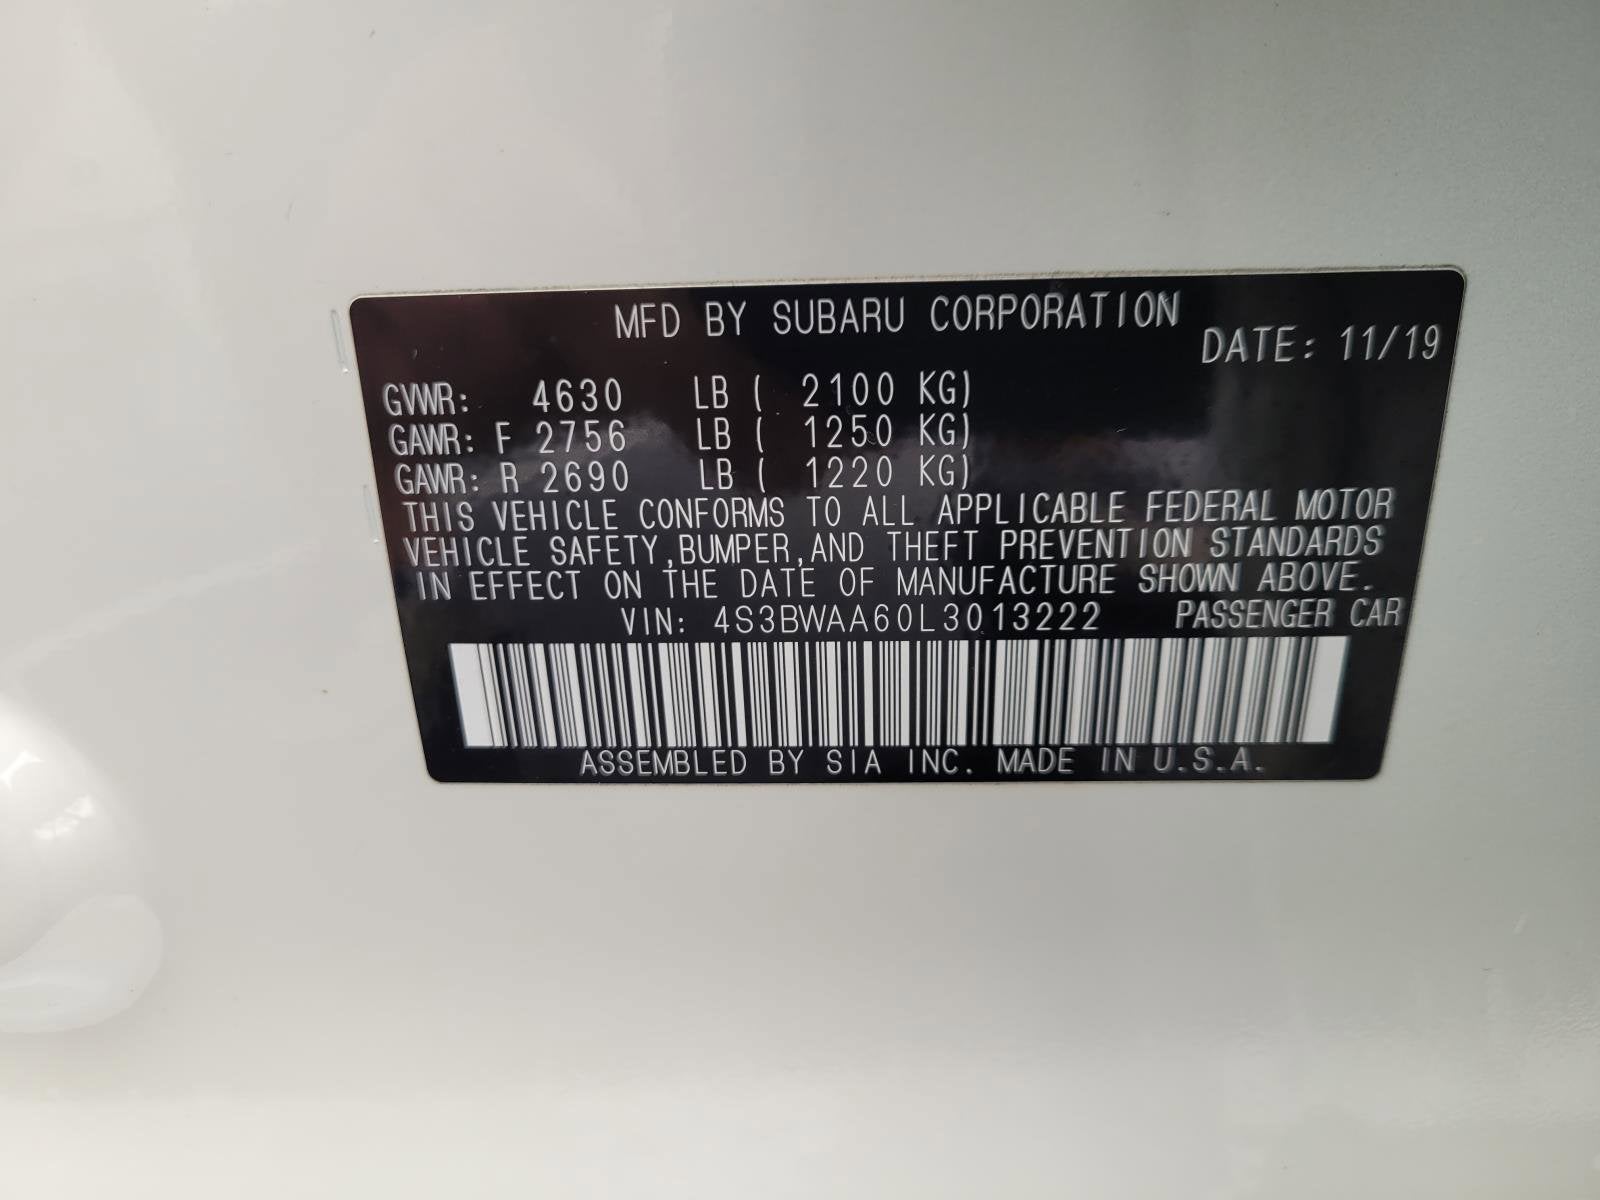 MFD BY SUBARU CORPORATION
DATE: 11/19
GVWR: 4630 LB ( 2100 KG)
GAWR: F 2756 LB ( 1250 KG)
GAWR: R 2690 LB ( 1220 KG)
THIS VEHICLE CONFORMS TO ALL APPLICABLE FEDERAL MOTOR
VEHICLE SAFETY,BUMPER,AND THEFT PREVENTION STANDARDS
IN EFFECT ON THE DATE OF MANUFACTURE SHOWN ABOVE.
VIN: 4S3BWAA60L3013222 PASSENGER CAR
ASSEMBLED BY SIA INC. MADE IN U.S.A.